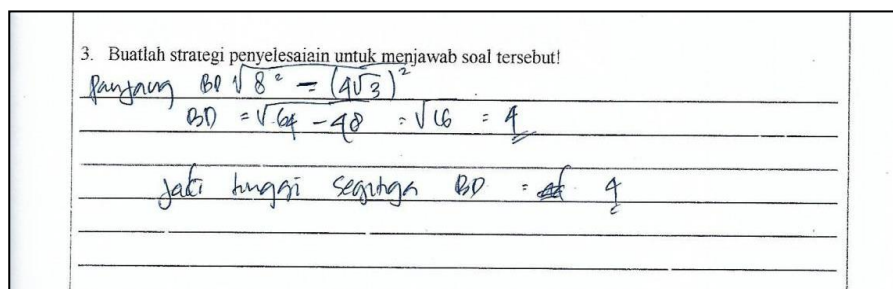 3. Buatlah strategi penyelesaiain untuk menjawab soal tersebut!
Panjang BD √8² - (4√3)²
BD = √64 - 48 = √16 = 4
Jadi tinggi segitiga BD = 4